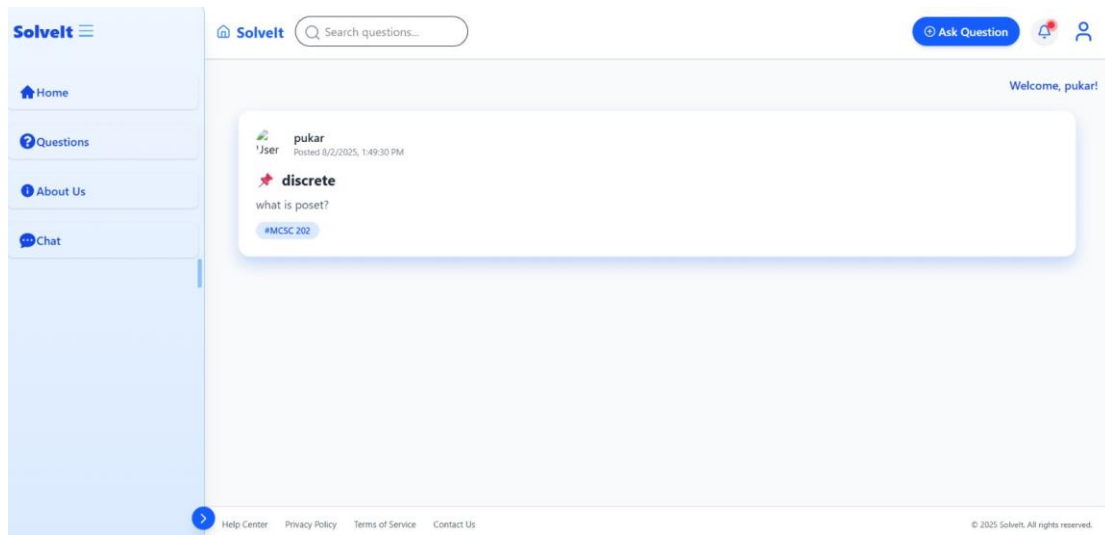 SolveIt
Home
Questions
About Us
Chat
SolveIt
Search questions...
Ask Question
Welcome, pukar!
User
pukar
Posted 8/2/2025, 1:49:30 PM
discrete
what is poset?
#MCSC 202
Help Center Privacy Policy Terms of Service Contact Us
© 2025 SolveIt. All rights reserved.